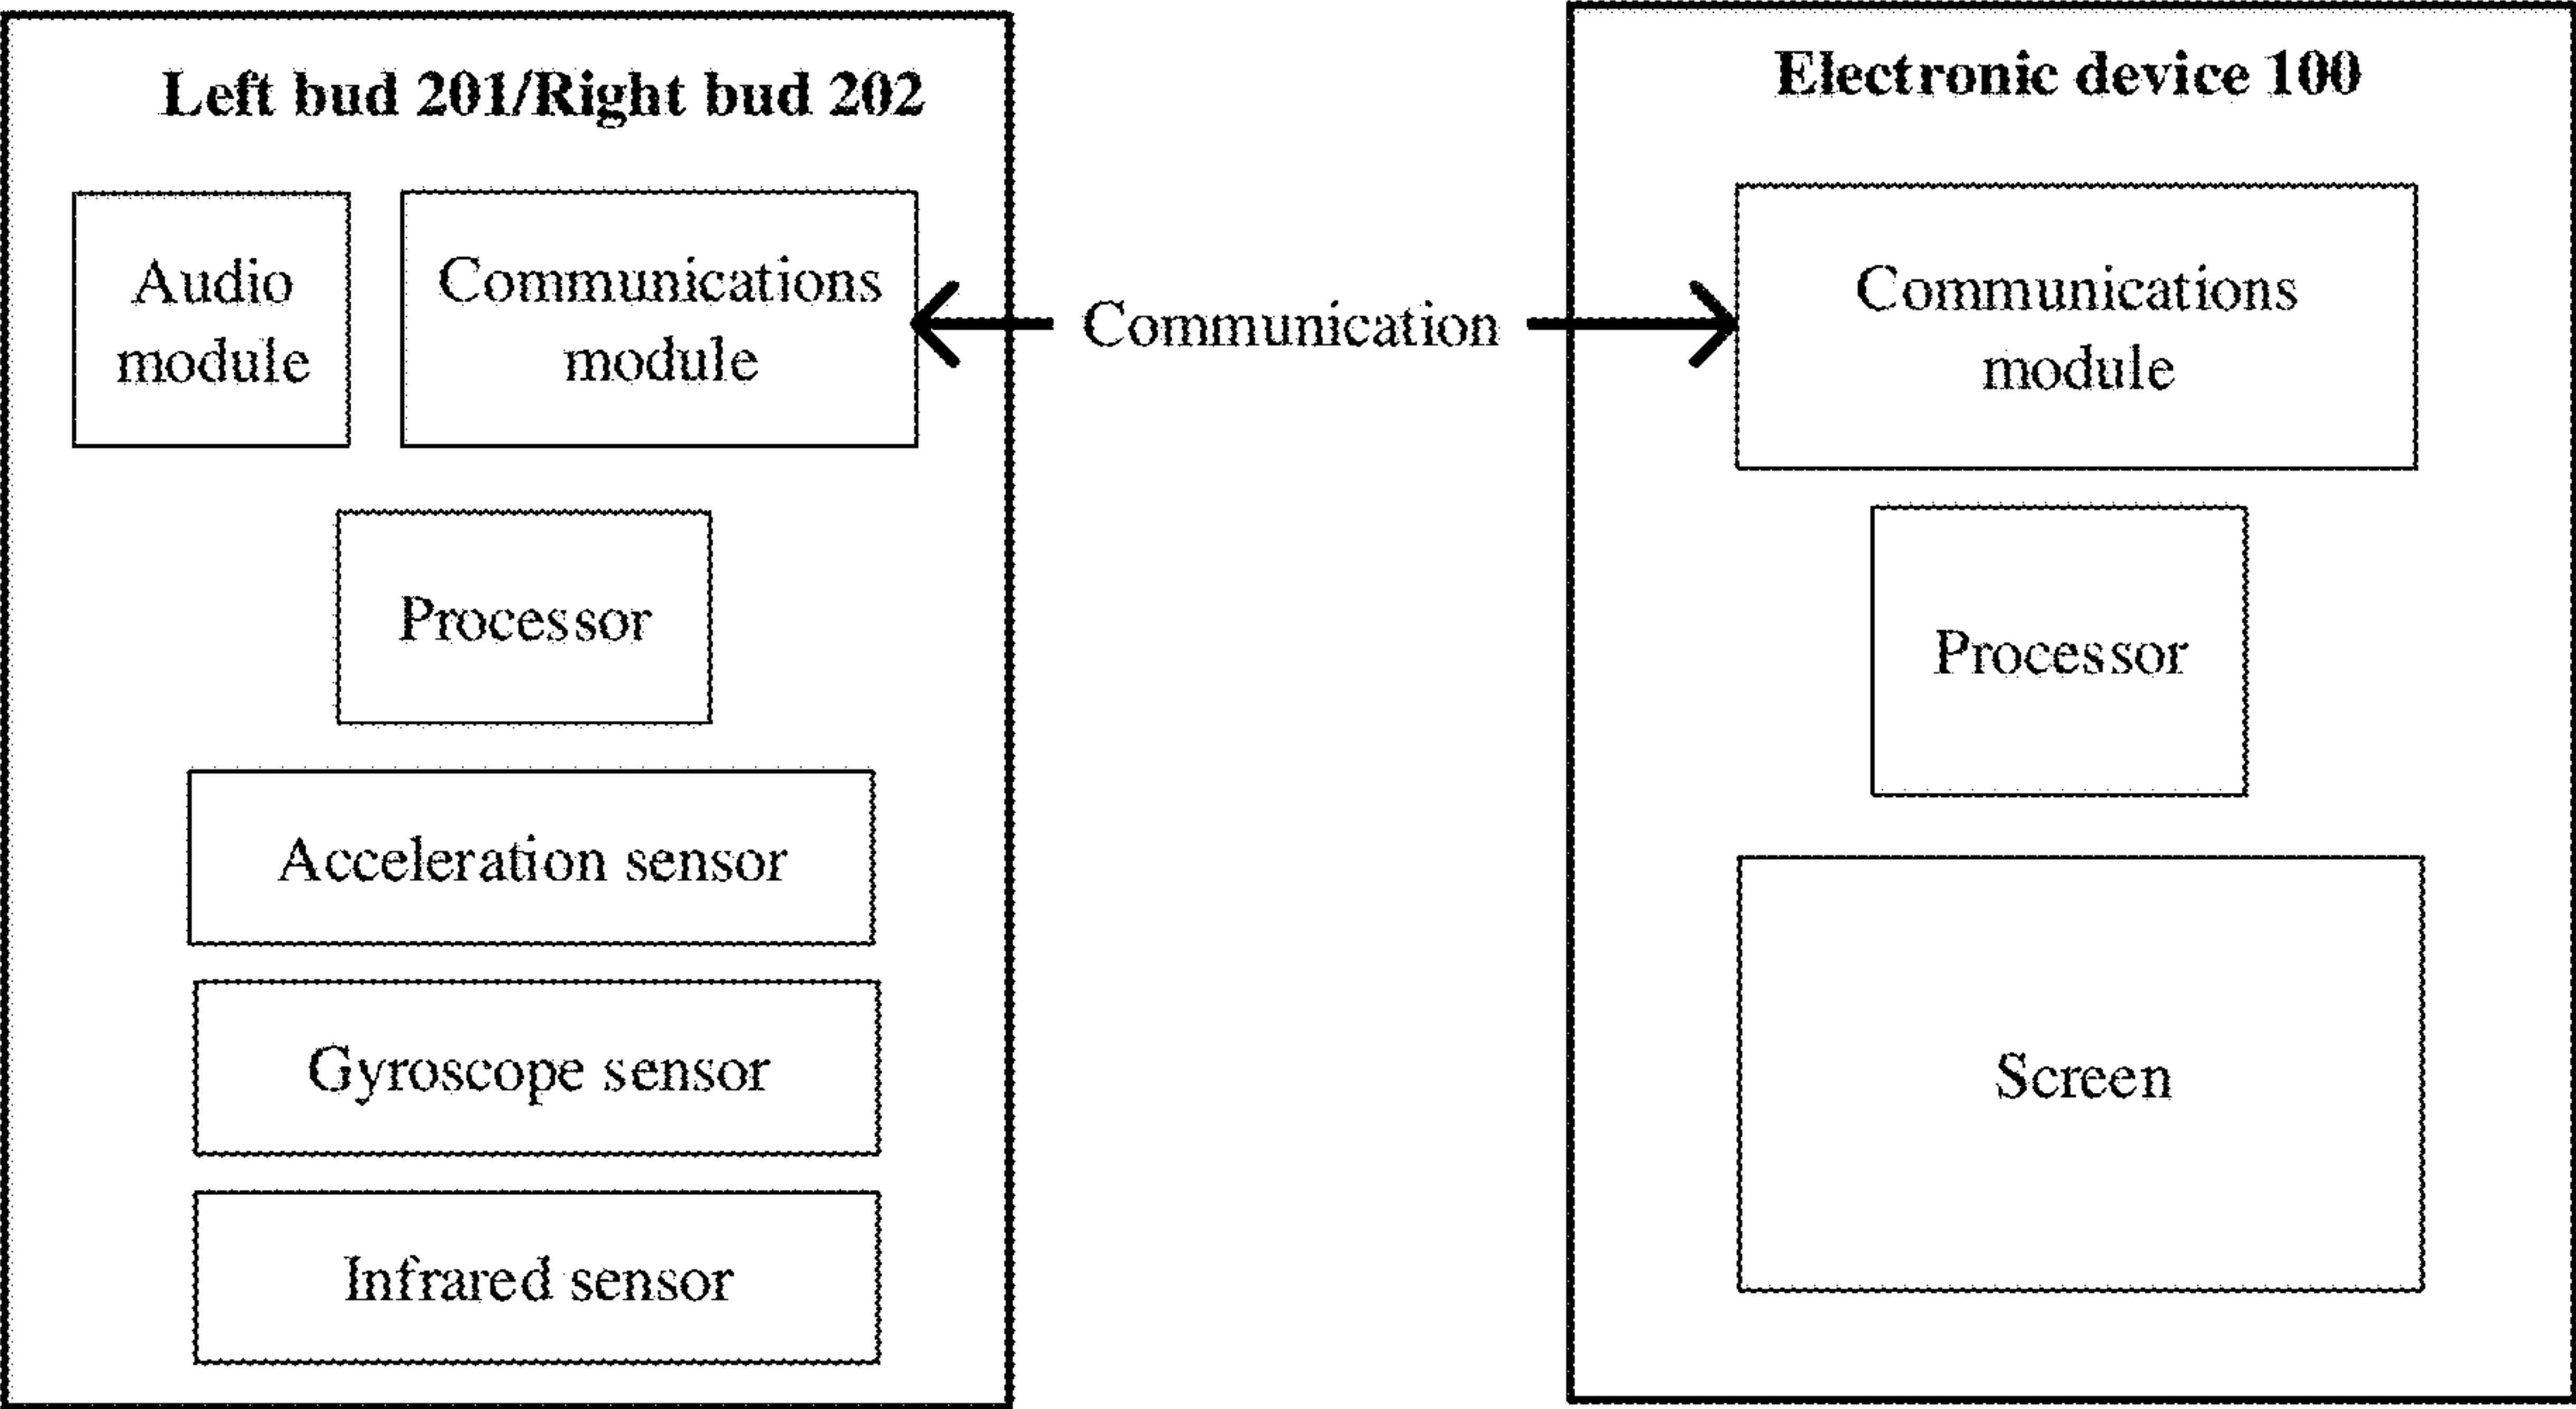 Left bud 201/Right bud 202
Audio
module
Communications
module
Processor
Acceleration sensor
Gyroscope sensor
Infrared sensor
Communication
Electronic device 100
Communications
module
Processor
Screen